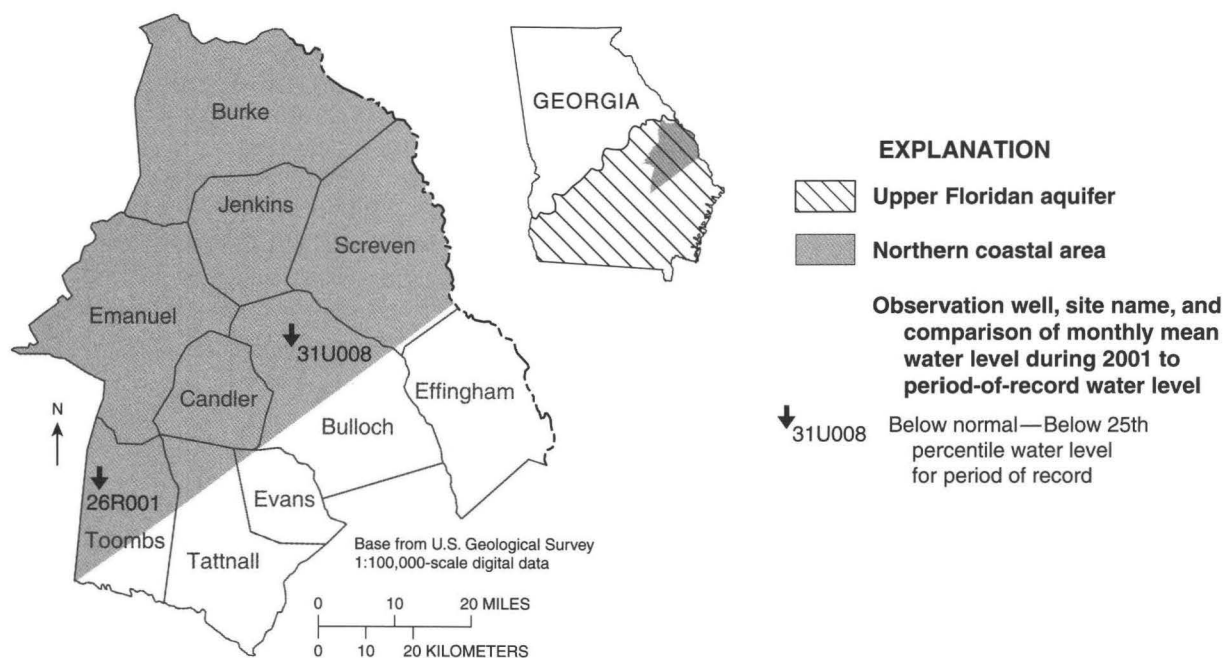 Burke
Jenkins
Screven
Emanuel
31U008
Candler
Effingham
Bulloch
N
26R001
Evans
Toombs
Tattnall
Base from U.S. Geological Survey
1:100,000-scale digital data
0 10 20 MILES
0 10 20 KILOMETERS
GEORGIA
EXPLANATION
Upper Floridan aquifer
Northern coastal area
Observation well, site name, and
comparison of monthly mean
water level during 2001 to
period-of-record water level
31U008
Below normal—Below 25th
percentile water level
for period of record